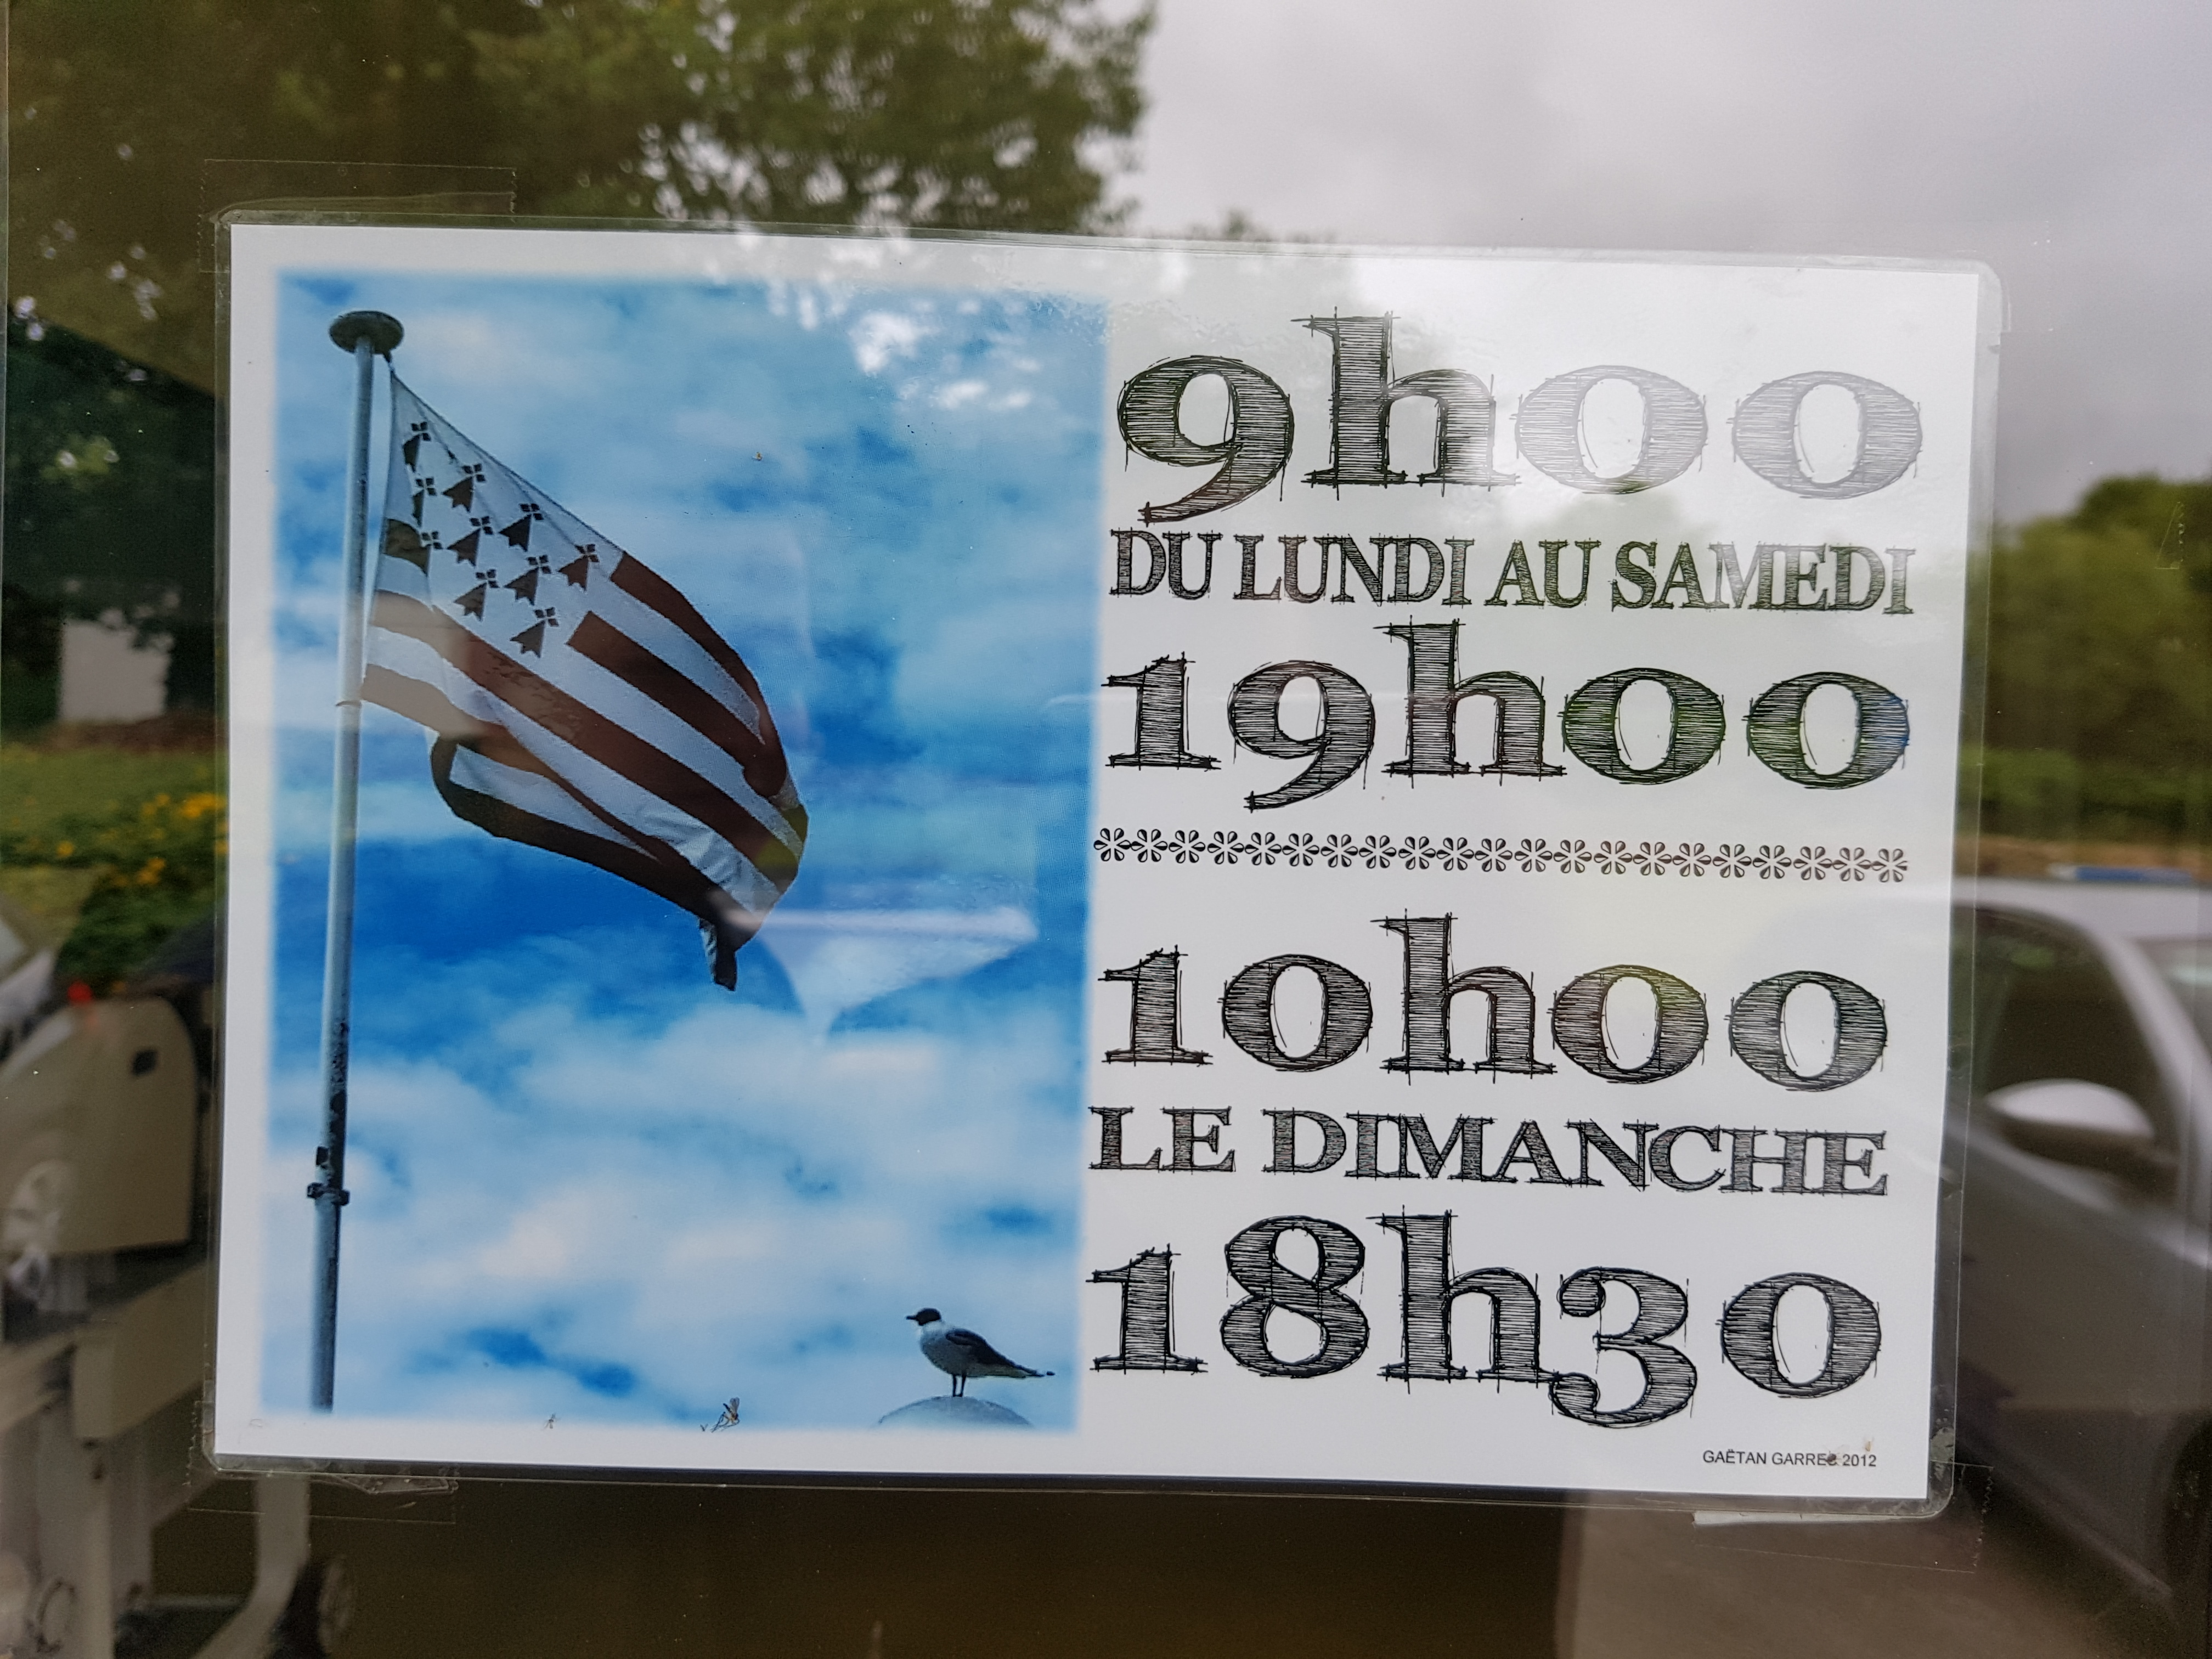 9h00
DU LUNDI AU SAMEDI
19h00
10h00
LE DIMANCHE
18h30
GAËTAN GARREC 2012